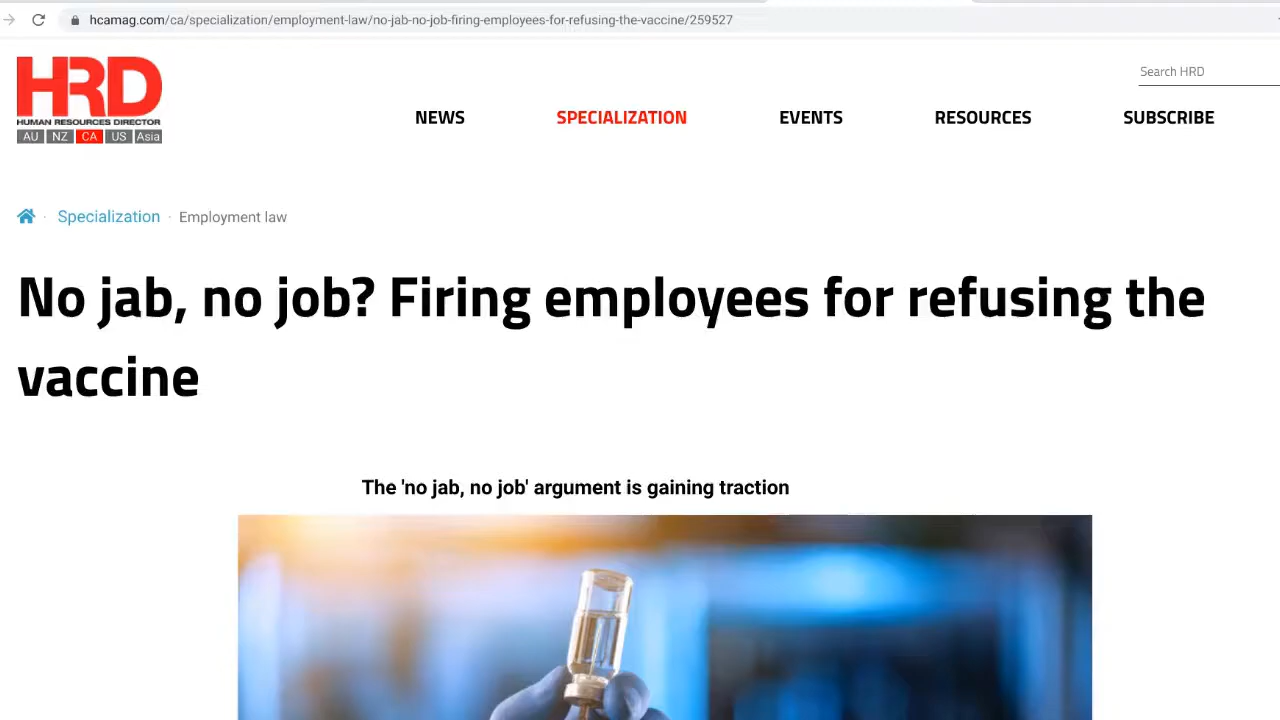 hcamag.com/ca/specialization/employment-law/no-jab-no-job-firing-employees-for-refusing-the-vaccine/259527
HRD
HUMAN RESOURCES DIRECTOR
AU NZ CA US Asia
Search HRD
NEWS SPECIALIZATION EVENTS RESOURCES SUBSCRIBE
· Specialization · Employment law
No jab, no job? Firing employees for refusing the
vaccine
The 'no jab, no job' argument is gaining traction